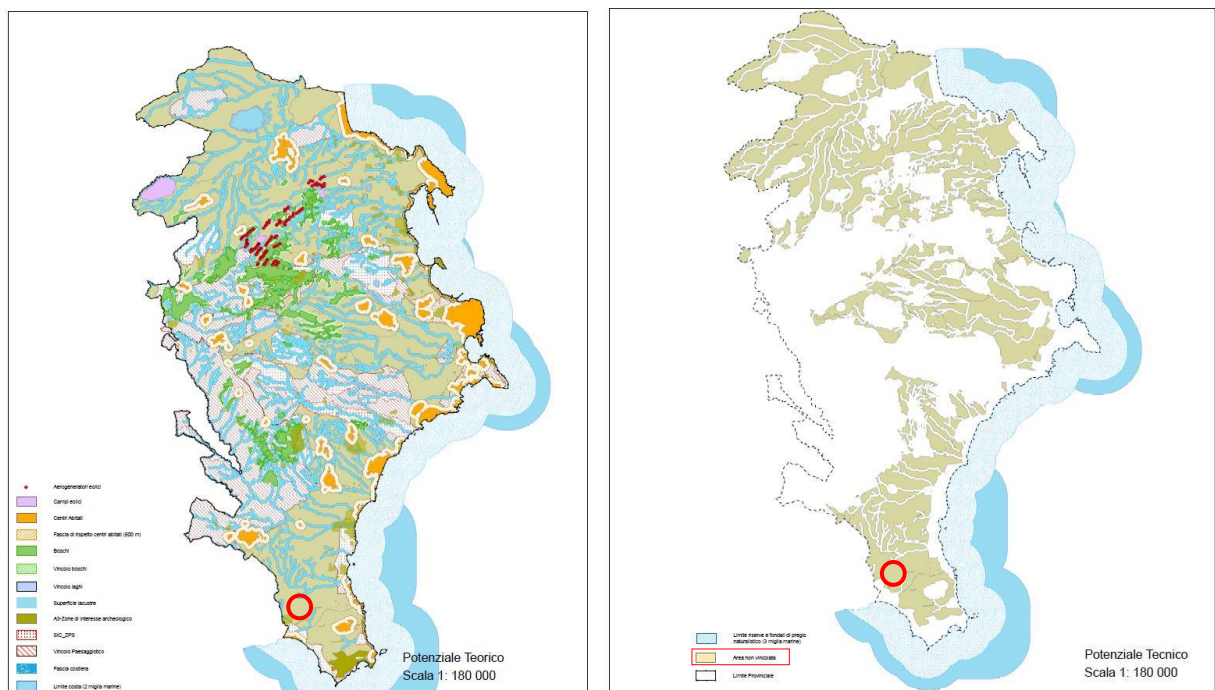 Aerogeneratori eolici
Campi eolici
Centri Abitati
Fascia di rispetto centri abitati (500 m)
Boschi
Vincolo boschi
Vincolo laghi
Superficie lacustre
A3-Zone di interesse archeologico
SIC_ZPS
Vincolo Paesaggistico
Fascia costiera
Limite costa (2 miglia marine)
Potenziale Teorico
Scala 1: 180 000
Limite riserve e fondali di pregio
naturalistico (3 miglia marine)
Area non vincolata
Limite Provinciale
Potenziale Tecnico
Scala 1: 180 000